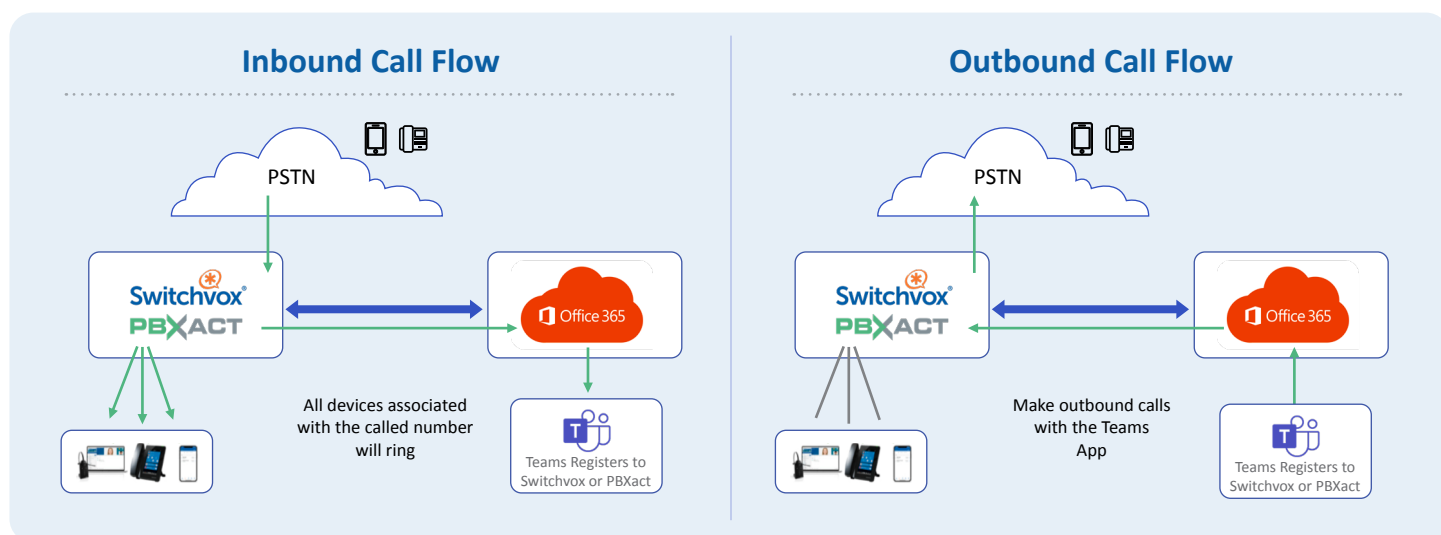 Inbound Call Flow
PSTN
Switchvox®
PBXACT
Office 365
All devices associated
with the called number
will ring
T
Teams Registers to
Switchvox or PBXact
Outbound Call Flow
PSTN
Switchvox®
PBXACT
Office 365
Make outbound calls
with the Teams
App
T
Teams Registers to
Switchvox or PBXact